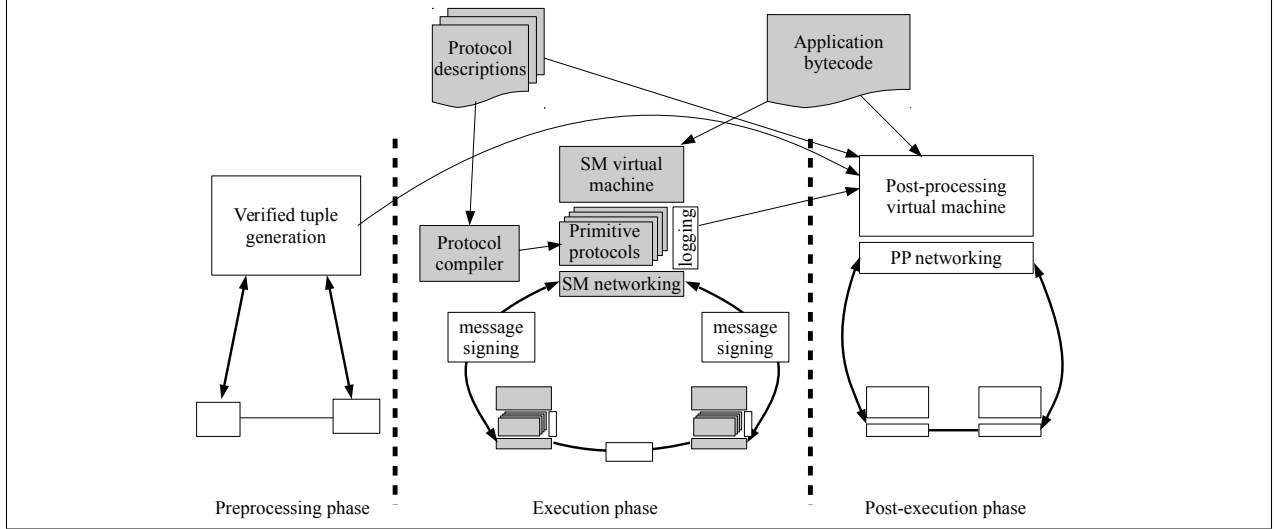 Protocol
descriptions
Application
bytecode
SM virtual
machine
Post-processing
virtual machine
Verified tuple
generation
Protocol
compiler
Primitive
protocols
logging
PP networking
SM networking
message
signing
message
signing
Preprocessing phase
Execution phase
Post-execution phase